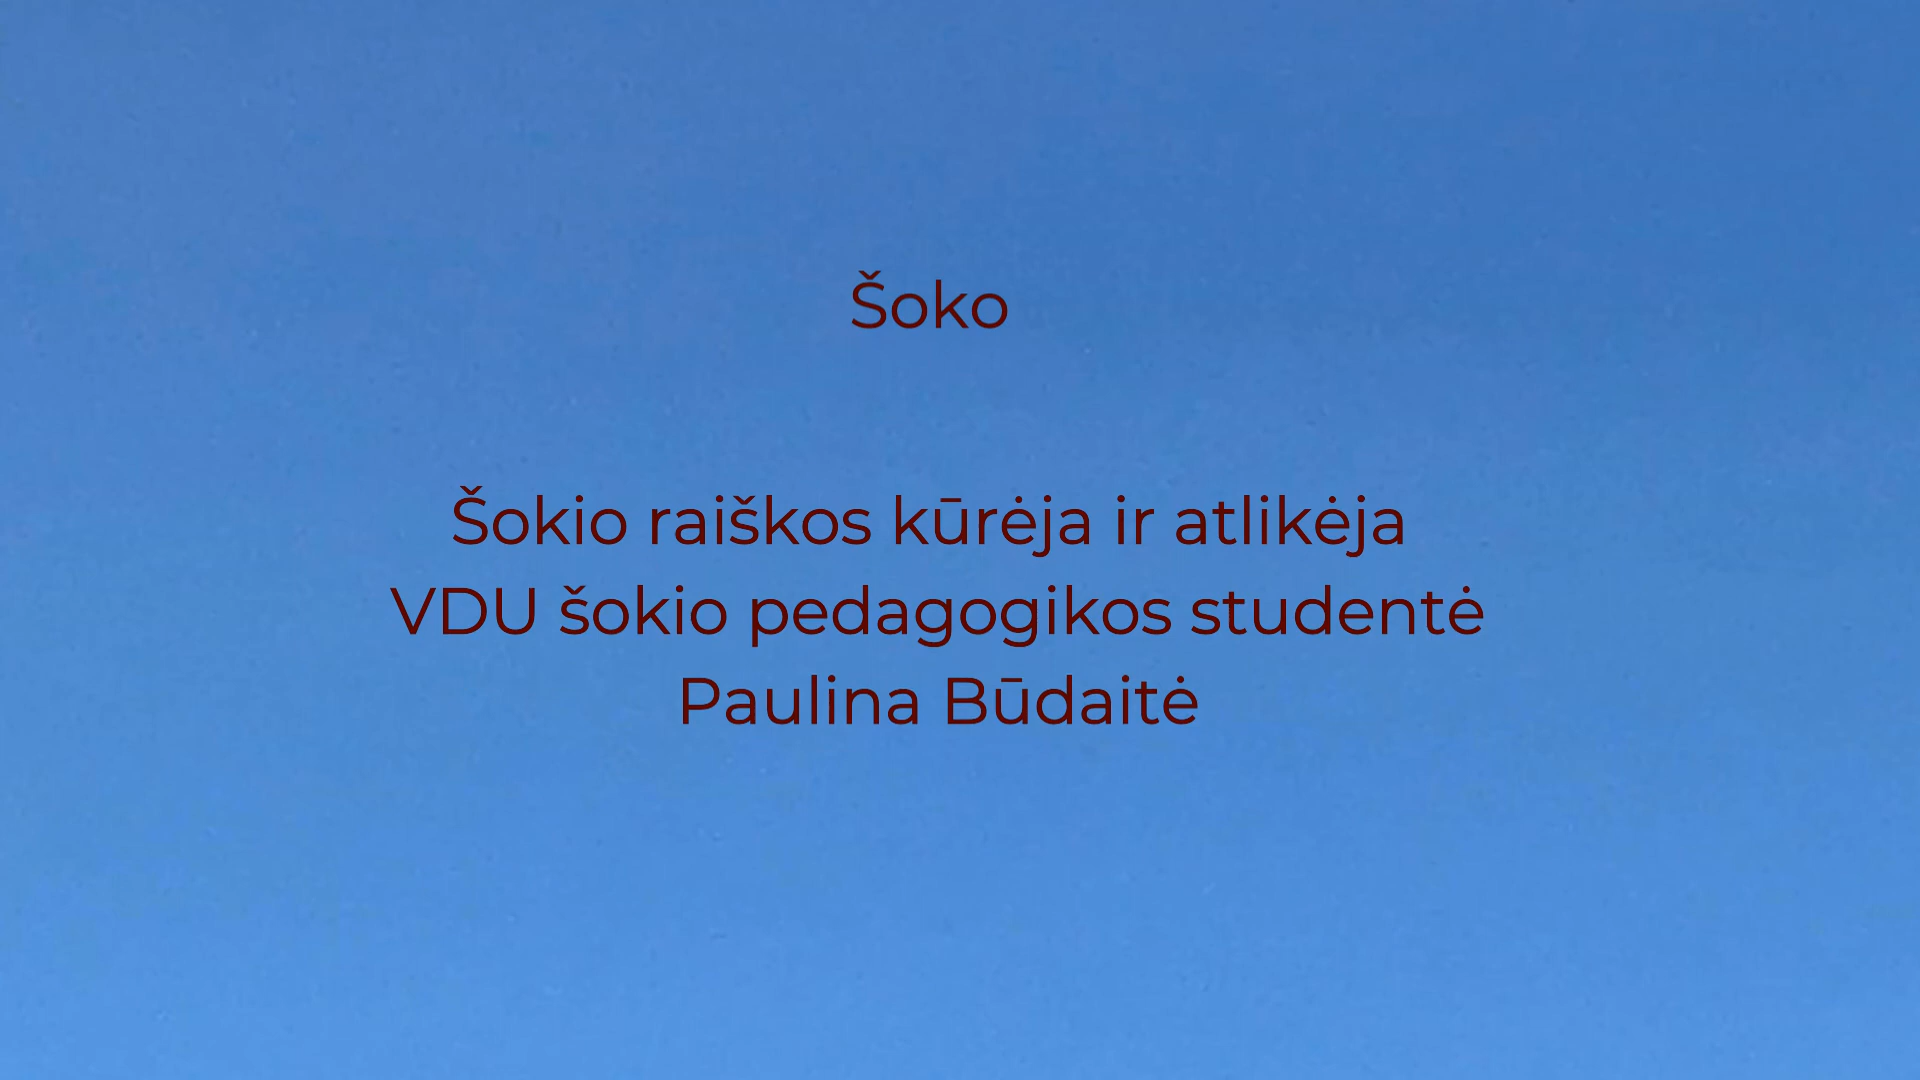 Šoko
Šokio raiškos kūrėja ir atlikėja
VDU šokio pedagogikos studentė
Paulina Būdaitė